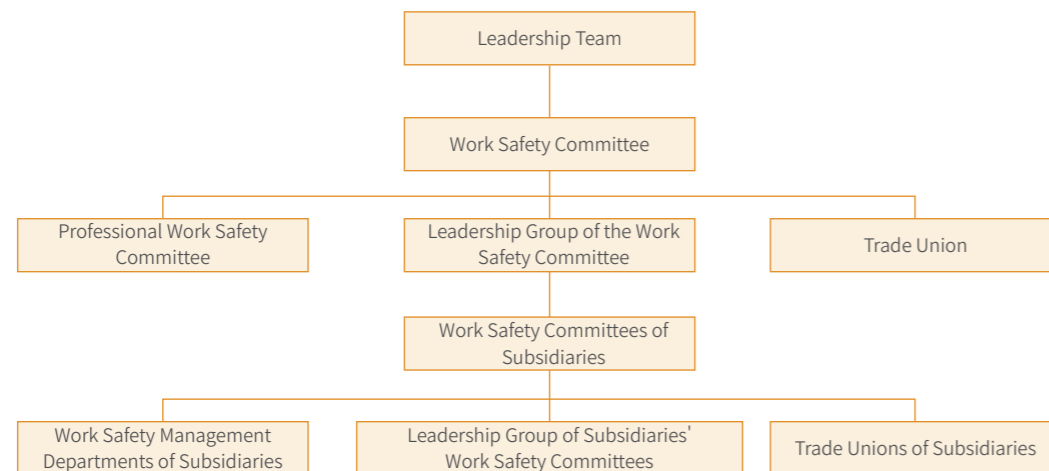 Leadership Team
Work Safety Committee
Professional Work Safety
Committee
Leadership Group of the Work
Safety Committee
Trade Union
Work Safety Committees of
Subsidiaries
Work Safety Management
Departments of Subsidiaries
Leadership Group of Subsidiaries'
Work Safety Committees
Trade Unions of Subsidiaries